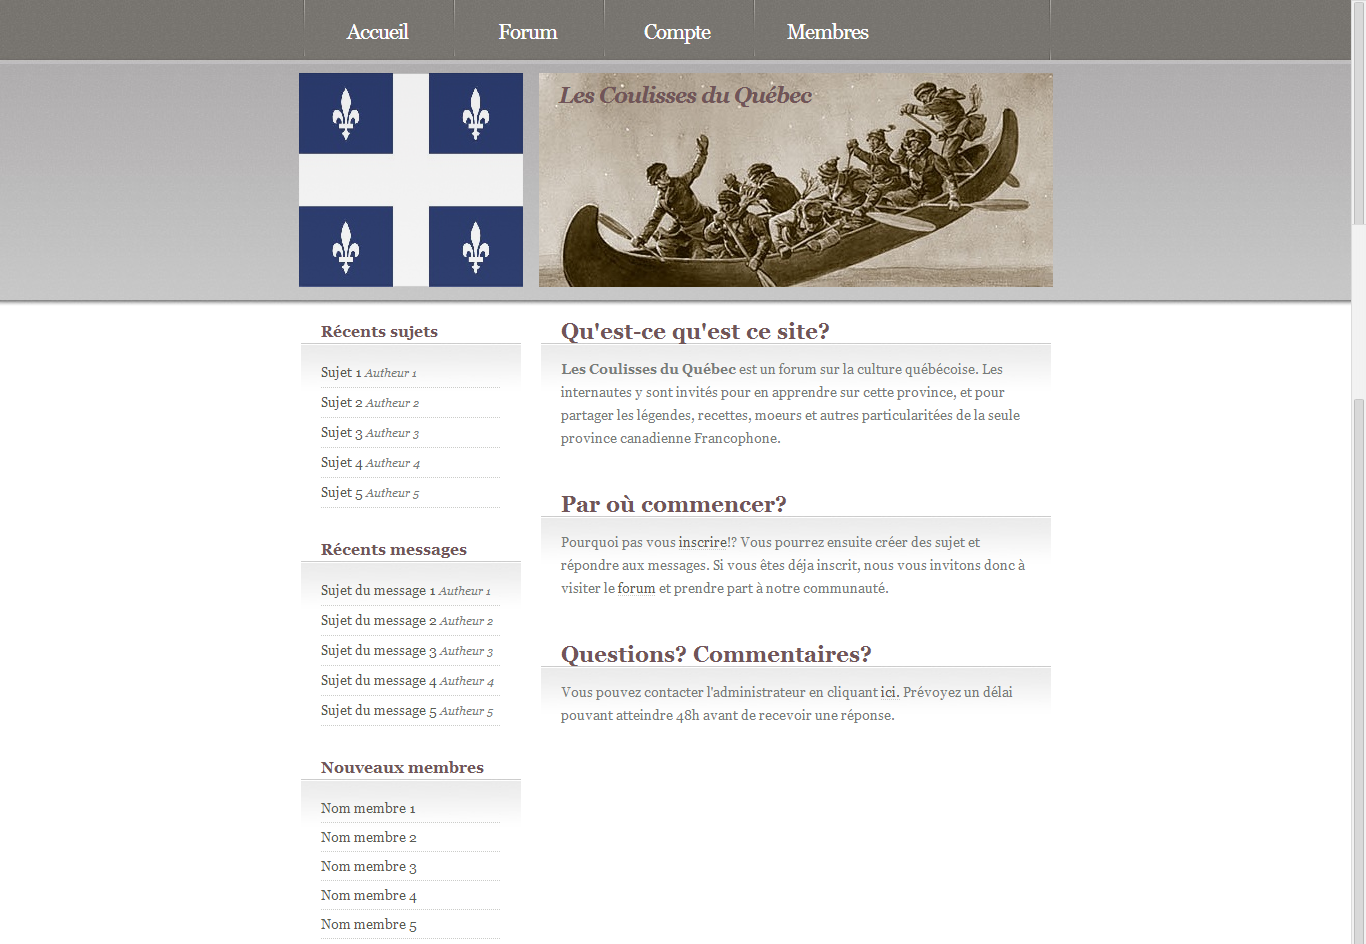 Accueil Forum Compte Membres
Les Coulisses du Québec
Récents sujets
Sujet 1 Autheur 1
Sujet 2 Autheur 2
Sujet 3 Autheur 3
Sujet 4 Autheur 4
Sujet 5 Autheur 5
Récents messages
Sujet du message 1 Autheur 1
Sujet du message 2 Autheur 2
Sujet du message 3 Autheur 3
Sujet du message 4 Autheur 4
Sujet du message 5 Autheur 5
Nouveaux membres
Nom membre 1
Nom membre 2
Nom membre 3
Nom membre 4
Nom membre 5
Qu'est-ce qu'est ce site?
Les Coulisses du Québec est un forum sur la culture québécoise. Les
internautes y sont invités pour en apprendre sur cette province, et pour
partager les légendes, recettes, moeurs et autres particularitées de la seule
province canadienne Francophone.
Par où commencer?
Pourquoi pas vous inscrire!? Vous pourrez ensuite créer des sujet et
répondre aux messages. Si vous êtes déja inscrit, nous vous invitons donc à
visiter le forum et prendre part à notre communauté.
Questions? Commentaires?
Vous pouvez contacter l'administrateur en cliquant ici. Prévoyez un délai
pouvant atteindre 48h avant de recevoir une réponse.